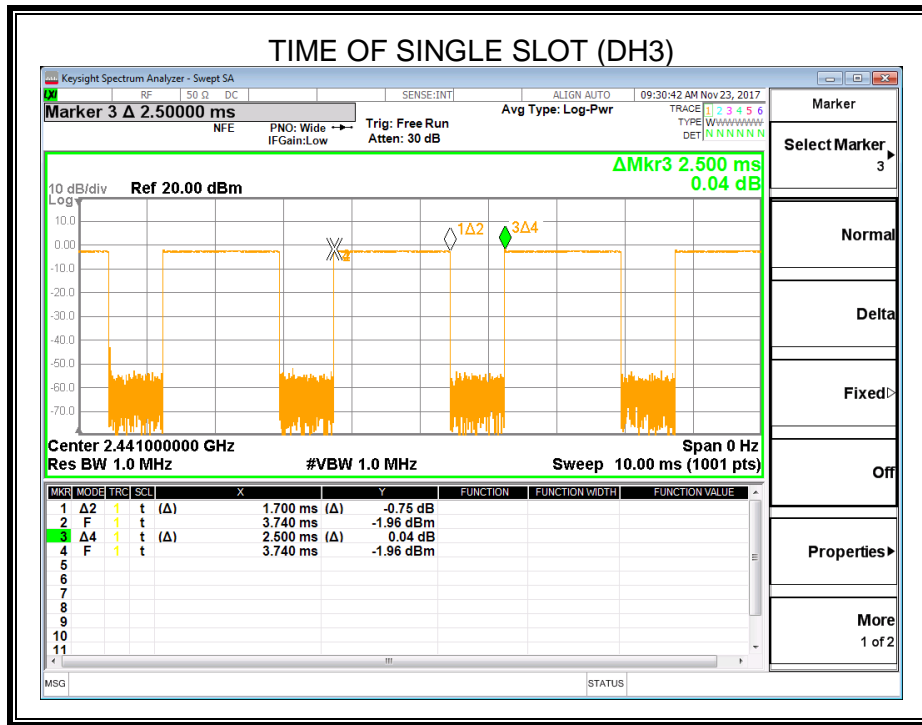 TIME OF SINGLE SLOT (DH3)
Keysight Spectrum Analyzer - Swept SA
RF 50 Ω DC SENSE:INT ALIGN AUTO 09:30:42 AM Nov 23, 2017
Marker 3 Δ 2.50000 ms
NFE
PNO: Wide
IFGain:Low
Trig: Free Run
Atten: 30 dB
Avg Type: Log-Pwr
TRACE 1 2 3 4 5 6
TYPE WWWWWW
DET N N N N N N
ΔMkr3 2.500 ms
0.04 dB
10 dB/div Ref 20.00 dBm
Log
10.0
0.00
-10.0
-20.0
-30.0
-40.0
-50.0
-60.0
-70.0
1Δ2
3Δ4
Center 2.441000000 GHz Span 0 Hz
Res BW 1.0 MHz #VBW 1.0 MHz Sweep 10.00 ms (1001 pts)
MKR MODE TRC SCL X Y FUNCTION FUNCTION WIDTH FUNCTION VALUE
1 Δ2 1 t (Δ) 1.700 ms (Δ) -0.75 dB
2 F 1 t 3.740 ms -1.96 dBm
3 Δ4 1 t (Δ) 2.500 ms (Δ) 0.04 dB
4 F 1 t 3.740 ms -1.96 dBm
5
6
7
8
9
10
11
MSG STATUS
Marker
Select Marker
3
Normal
Delta
Fixed
Off
Properties
More
1 of 2